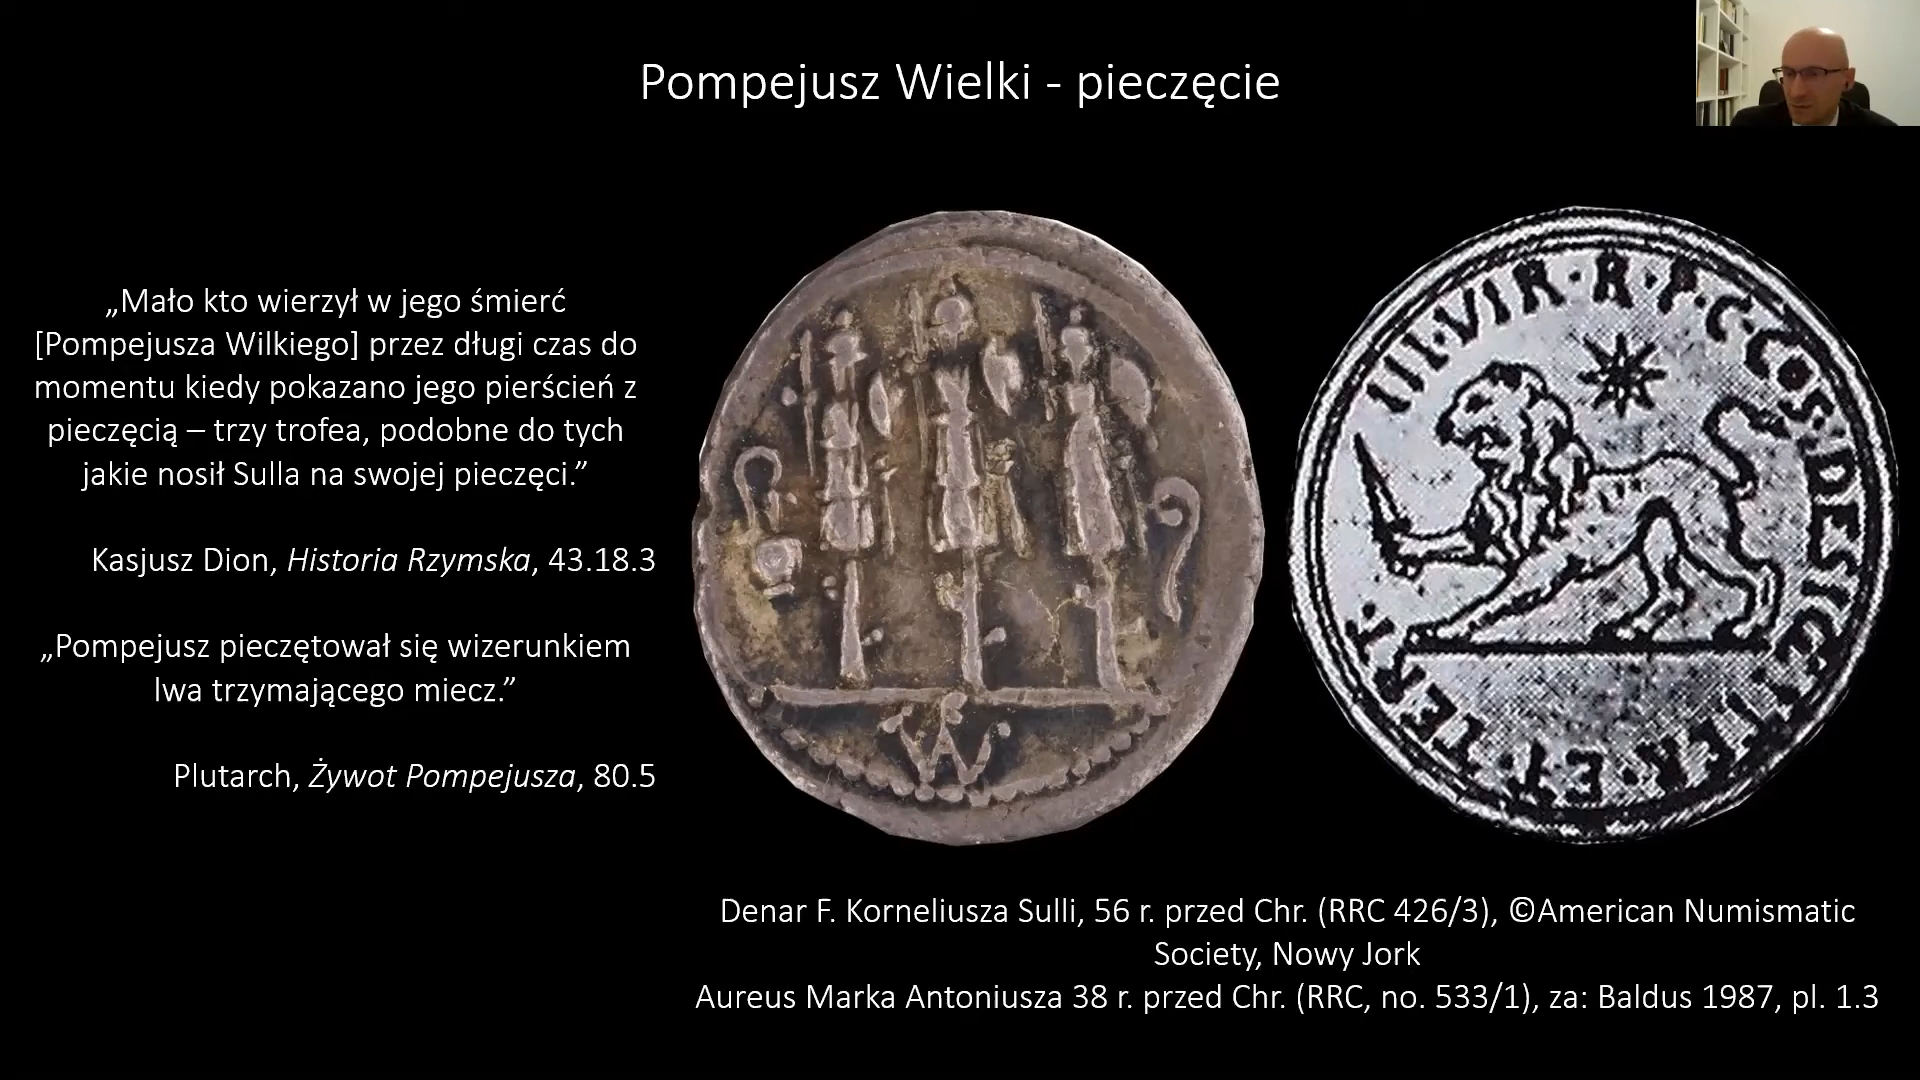 Pompejusz Wielki - pieczęcie
„Mało kto wierzył w jego śmierć
[Pompejusza Wilkiego] przez długi czas do
momentu kiedy pokazano jego pierścień z
pieczęcią – trzy trofea, podobne do tych
jakie nosił Sulla na swojej pieczęci.”
Kasjusz Dion, Historia Rzymska, 43.18.3
„Pompejusz pieczętował się wizerunkiem
lwa trzymającego miecz.”
Plutarch, Żywot Pompejusza, 80.5
III·VIR·R·P·C·COS·DESIG·ITER·ET·TERT·
Denar F. Korneliusza Sulli, 56 r. przed Chr. (RRC 426/3), ©American Numismatic
Society, Nowy Jork
Aureus Marka Antoniusza 38 r. przed Chr. (RRC, no. 533/1), za: Baldus 1987, pl. 1.3